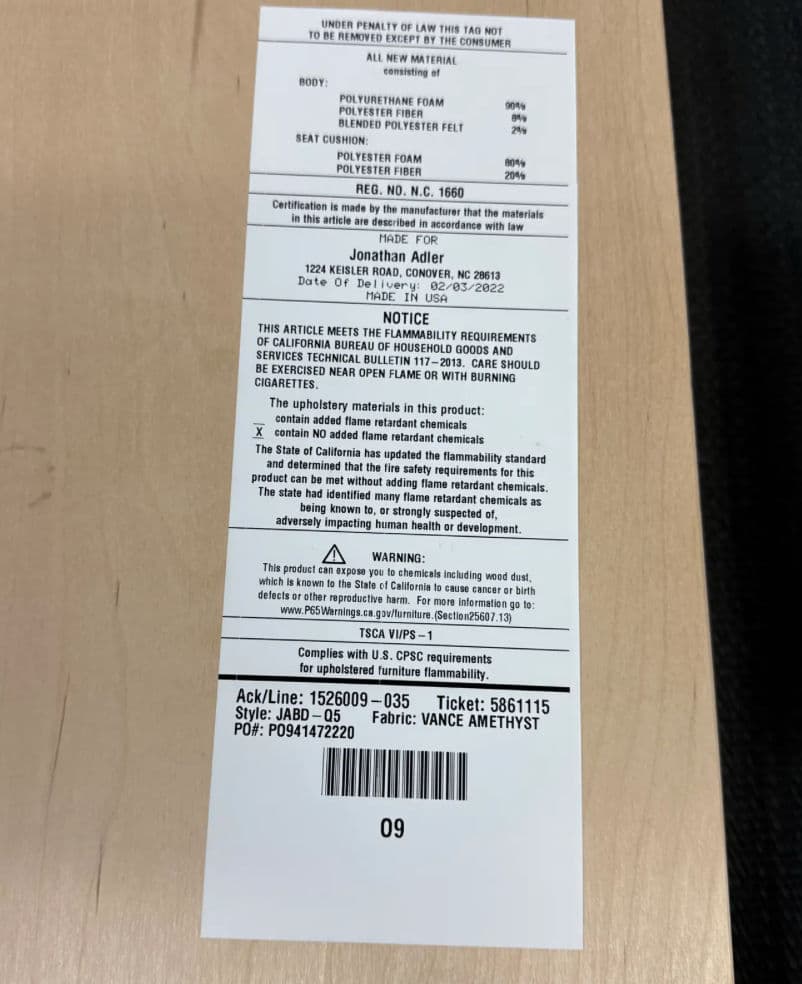 UNDER PENALTY OF LAW THIS TAG NOT
TO BE REMOVED EXCEPT BY THE CONSUMER
ALL NEW MATERIAL
consisting of
BODY:
POLYURETHANE FOAM 90%
POLYESTER FIBER 8%
BLENDED POLYESTER FELT 2%
SEAT CUSHION:
POLYESTER FOAM 80%
POLYESTER FIBER 20%
REG. NO. N.C. 1660
Certification is made by the manufacturer that the materials
in this article are described in accordance with law
MADE FOR
Jonathan Adler
1224 KEISLER ROAD, CONOVER, NC 28613
Date Of Delivery: 02/03/2022
MADE IN USA
NOTICE
THIS ARTICLE MEETS THE FLAMMABILITY REQUIREMENTS
OF CALIFORNIA BUREAU OF HOUSEHOLD GOODS AND
SERVICES TECHNICAL BULLETIN 117-2013. CARE SHOULD
BE EXERCISED NEAR OPEN FLAME OR WITH BURNING
CIGARETTES.
The upholstery materials in this product:
contain added flame retardant chemicals
X contain NO added flame retardant chemicals
The State of California has updated the flammability standard
and determined that the fire safety requirements for this
product can be met without adding flame retardant chemicals.
The state had identified many flame retardant chemicals as
being known to, or strongly suspected of,
adversely impacting human health or development.
WARNING:
This product can expose you to chemicals including wood dust,
which is known to the State of California to cause cancer or birth
defects or other reproductive harm. For more information go to:
www.P65Warnings.ca.gov/furniture.(Section25607.13)
TSCA VI/PS-1
Complies with U.S. CPSC requirements
for upholstered furniture flammability.
Ack/Line: 1526009-035 Ticket: 5861115
Style: JABD-Q5 Fabric: VANCE AMETHYST
PO#: PO941472220
09